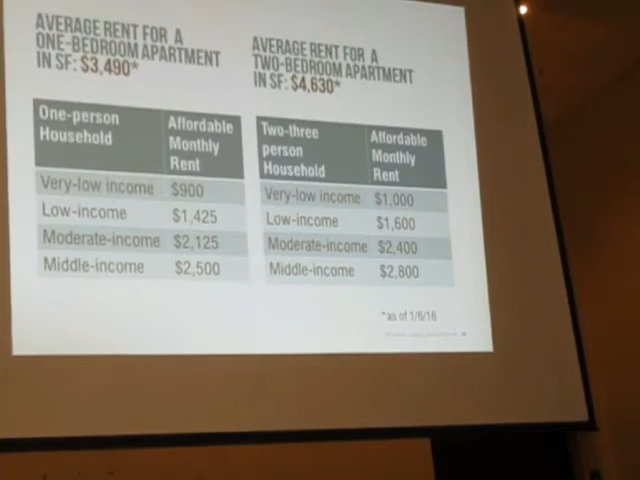 AVERAGE RENT FOR A
ONE-BEDROOM APARTMENT
IN SF: $3,490*
One-person
Household
Affordable
Monthly
Rent
Very-low income $900
Low-income $1,425
Moderate-income $2,125
Middle-income $2,500
AVERAGE RENT FOR A
TWO-BEDROOM APARTMENT
IN SF: $4,630*
Two-three
person
Household
Affordable
Monthly
Rent
Very-low income $1,000
Low-income $1,600
Moderate-income $2,400
Middle-income $2,800
*as of 1/6/16